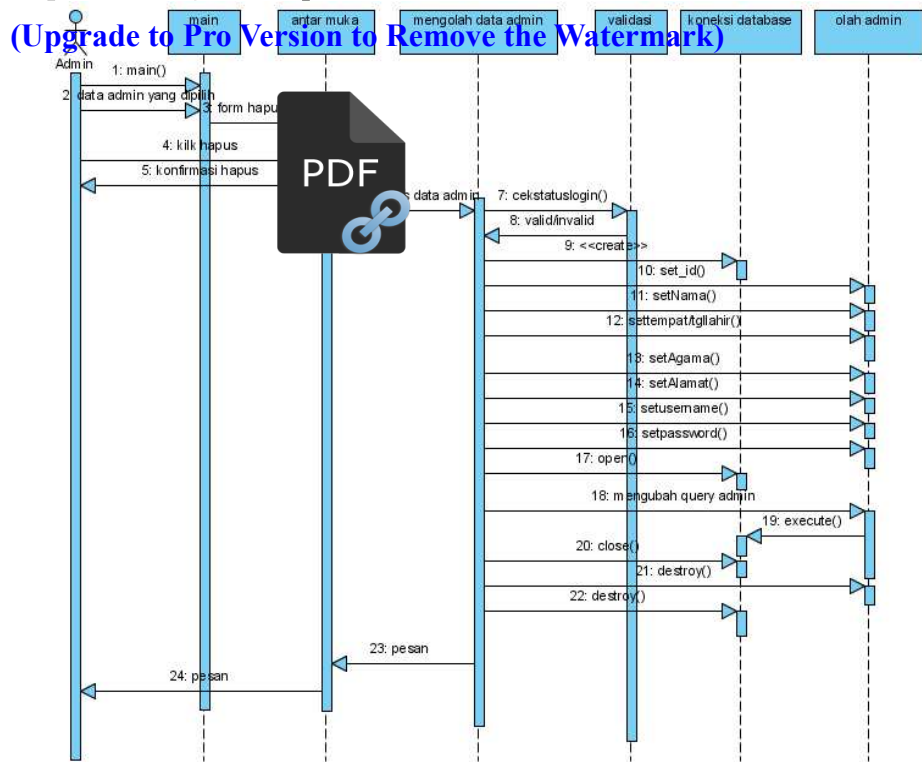 main
antar muka
mengolah data admin
validasi
koneksi database
olah admin
(Upgrade to Pro Version to Remove the Watermark)
Admin
1: main()
2: data admin yang dipilih
3: form hapu
4: kilk hapus
PDF
5: konfirmasi hapus
s data admin
7: cekstatuslogin()
8: valid/invalid
9: <<create>>
10: set_id()
11: setNama()
12: settempat/tgllahir()
13: setAgama()
14: setAlamat()
15: setusername()
16: setpassword()
17: open()
18: mengubah query admin
19: execute()
20: close()
21: destroy()
22: destroy()
23: pesan
24: pesan